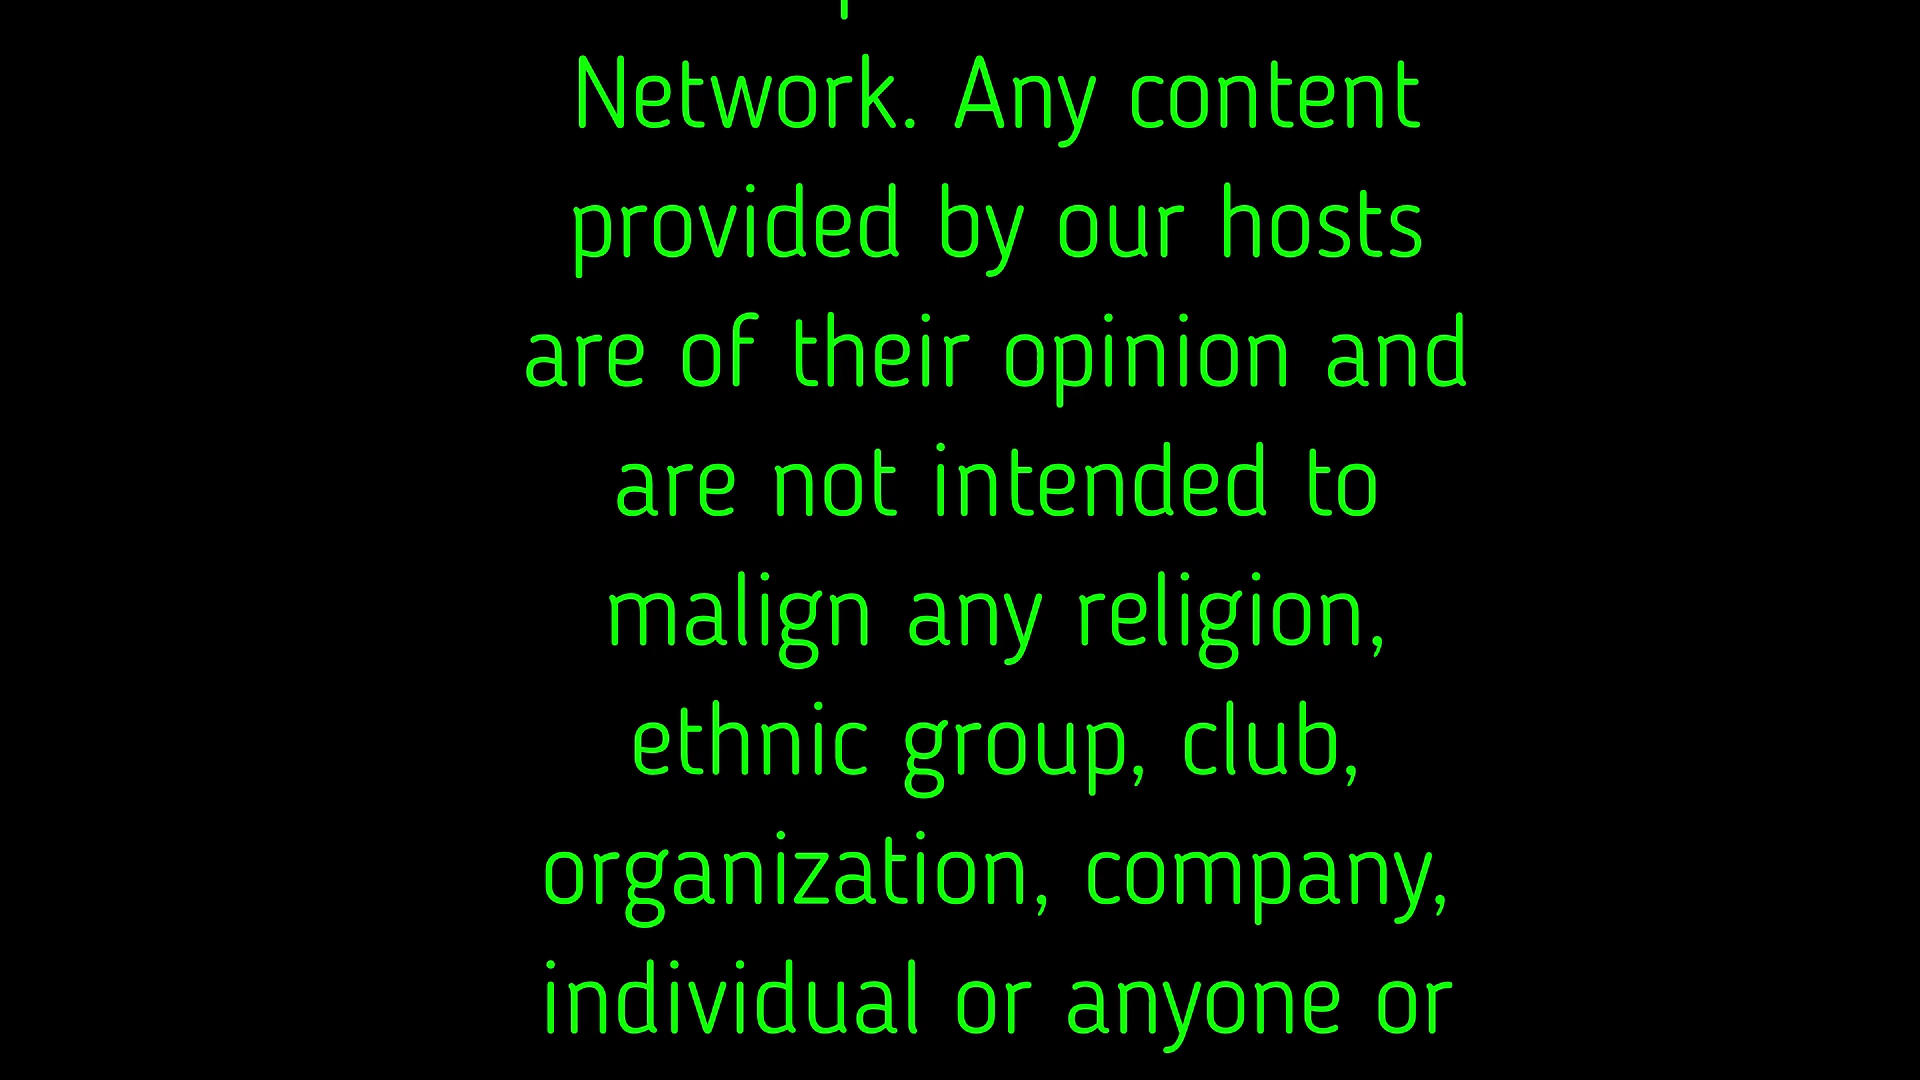 Network. Any content
provided by our hosts
are of their opinion and
are not intended to
malign any religion,
ethnic group, club,
organization, company,
individual or anyone or